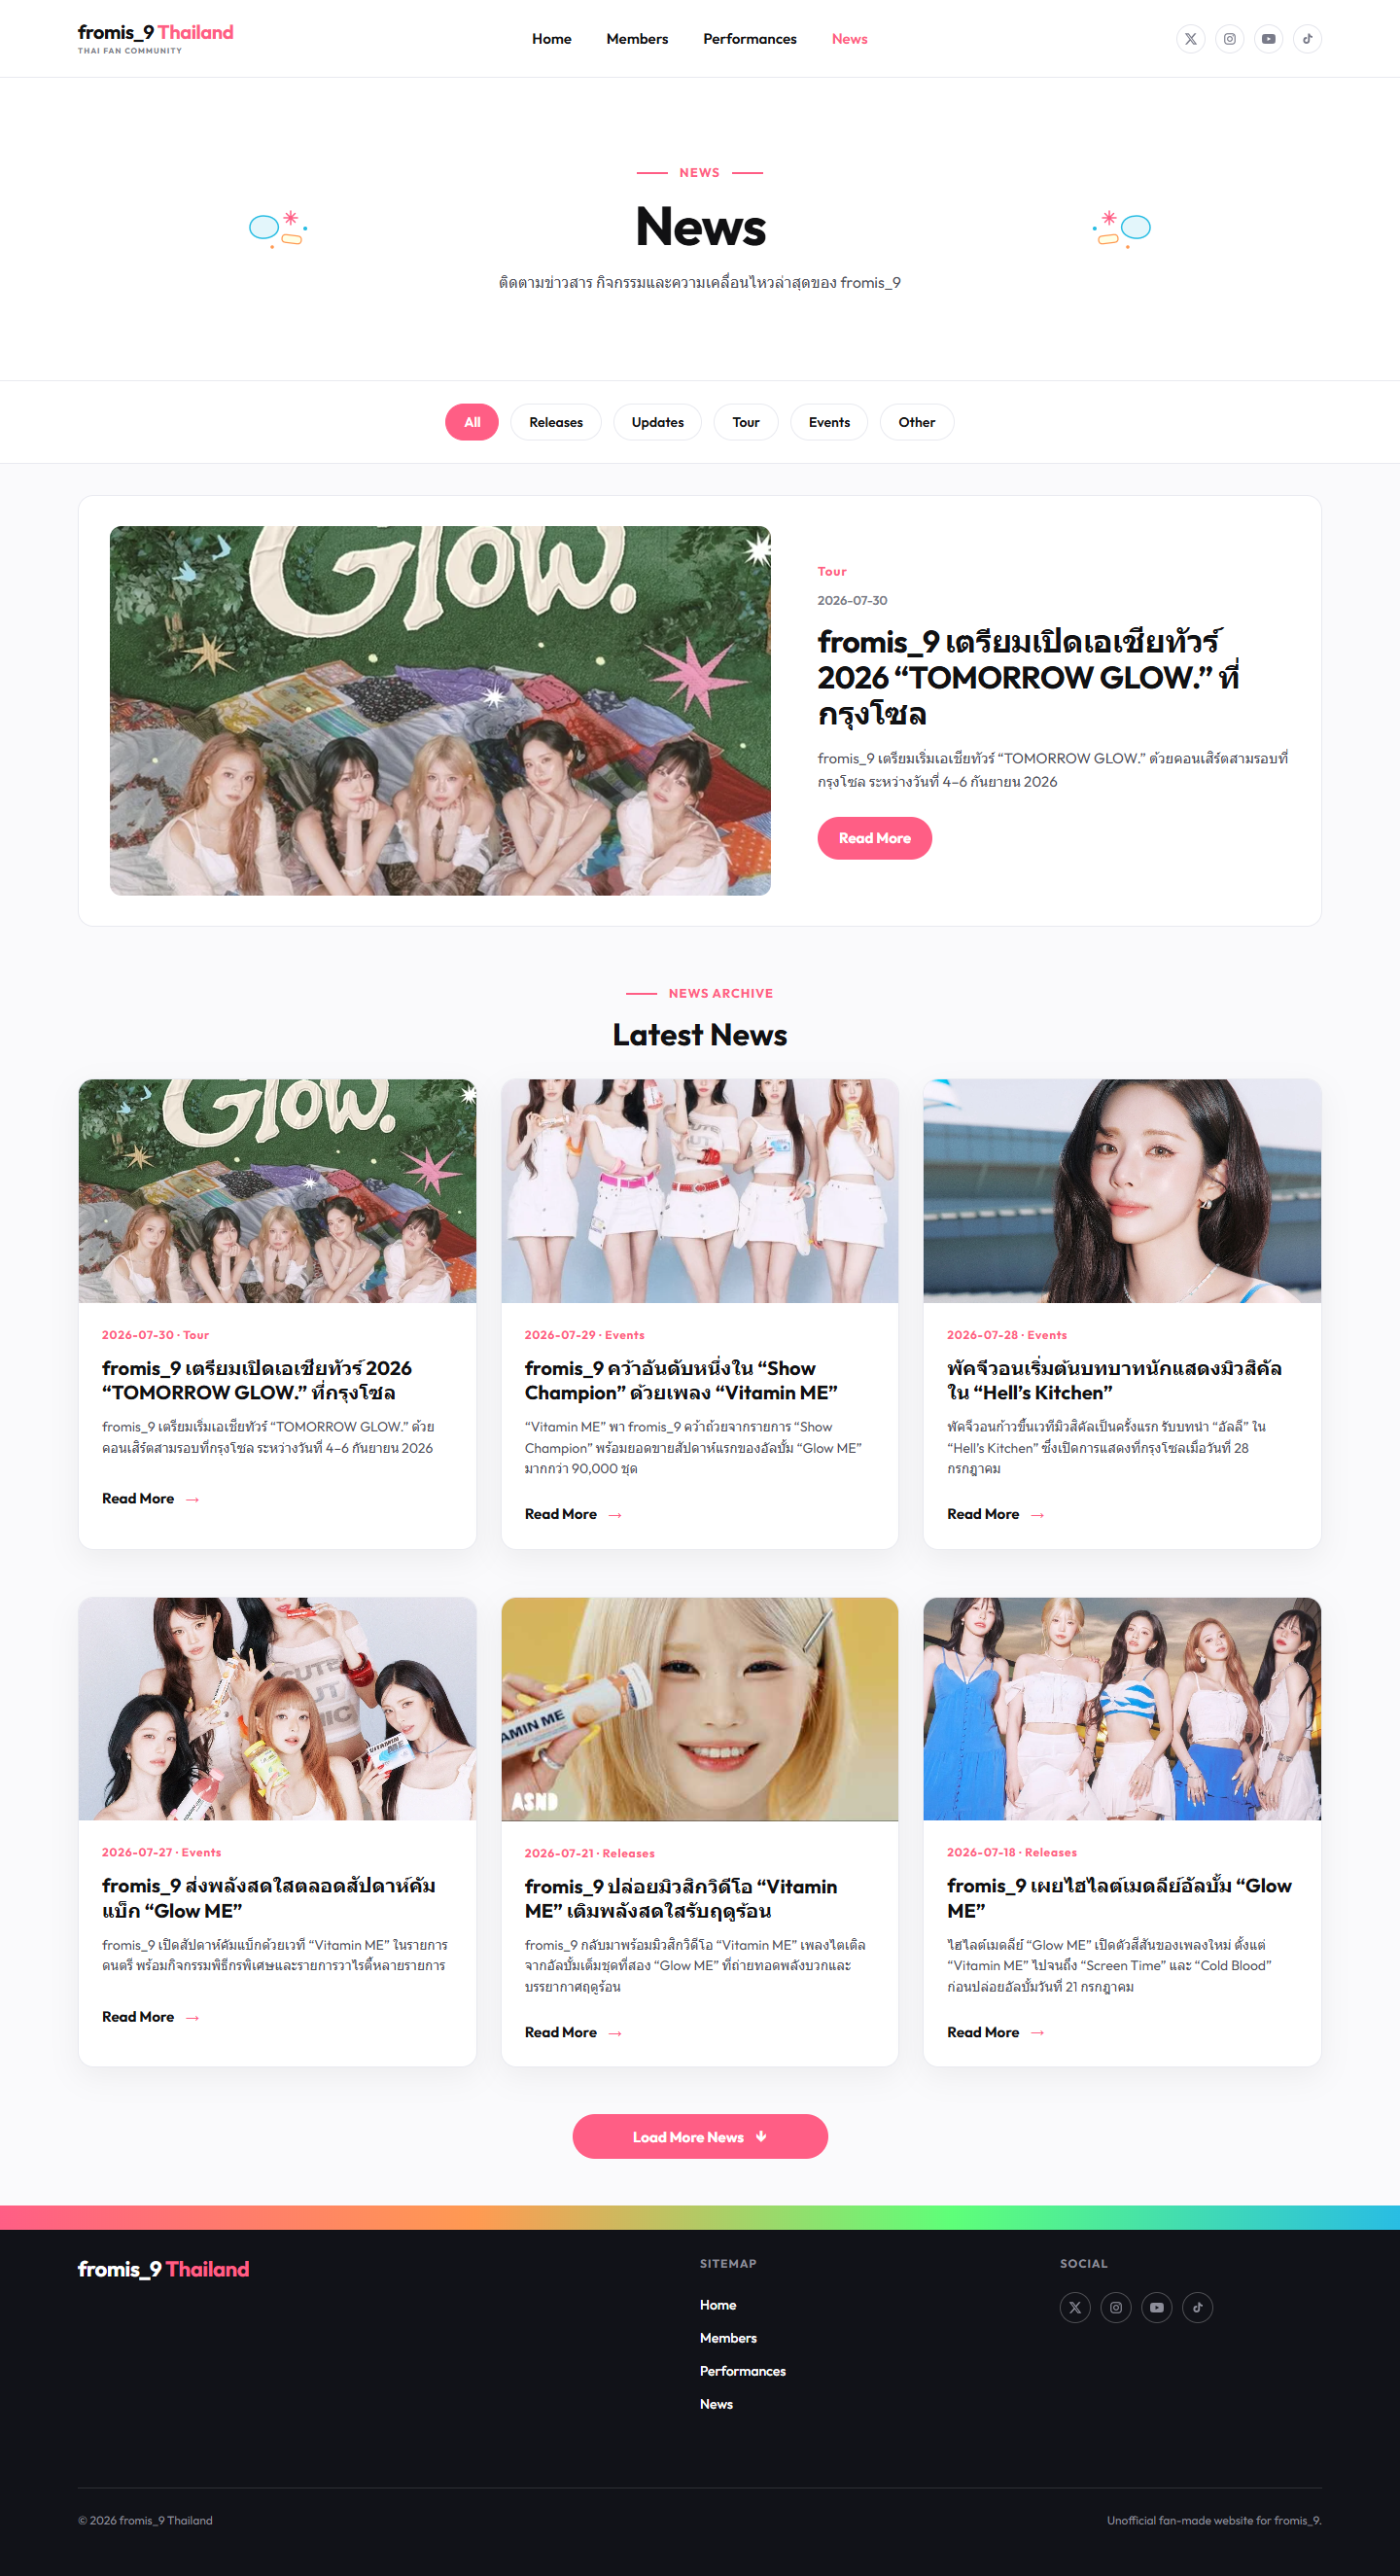 fromis_9 Thailand
THAI FAN COMMUNITY
Home
Members
Performances
News
NEWS
News
ติดตามข่าวสาร กิจกรรมและความเคลื่อนไหวล่าสุดของ fromis_9
All
Releases
Updates
Tour
Events
Other
Glow.
Tour
2026-07-30
fromis_9 เตรียมเปิดเอเชียทัวร์
2026 “TOMORROW GLOW.” ที่
กรุงโซล
fromis_9 เตรียมเริ่มเอเชียทัวร์ “TOMORROW GLOW.” ด้วยคอนเสิร์ตสามรอบที่
กรุงโซล ระหว่างวันที่ 4–6 กันยายน 2026
Read More
NEWS ARCHIVE
Latest News
Glow.
2026-07-30 · Tour
fromis_9 เตรียมเปิดเอเชียทัวร์ 2026
“TOMORROW GLOW.” ที่กรุงโซล
fromis_9 เตรียมเริ่มเอเชียทัวร์ “TOMORROW GLOW.” ด้วย
คอนเสิร์ตสามรอบที่กรุงโซล ระหว่างวันที่ 4–6 กันยายน 2026
Read More →
2026-07-29 · Events
fromis_9 คว้าอันดับหนึ่งใน “Show
Champion” ด้วยเพลง “Vitamin ME”
“Vitamin ME” พา fromis_9 คว้าถ้วยจากรายการ “Show
Champion” พร้อมยอดขายสัปดาห์แรกของอัลบั้ม “Glow ME”
มากกว่า 90,000 ชุด
Read More →
2026-07-28 · Events
พัคจีวอนเริ่มต้นบทบาทนักแสดงมิวสิคัล
ใน “Hell’s Kitchen”
พัคจีวอนก้าวขึ้นเวทีมิวสิคัลเป็นครั้งแรก รับบทนำ “อัลลี” ใน
“Hell’s Kitchen” ซึ่งเปิดการแสดงที่กรุงโซลเมื่อวันที่ 28
กรกฎาคม
Read More →
CUTE
2026-07-27 · Events
fromis_9 ส่งพลังสดใสตลอดสัปดาห์คัม
แบ็ก “Glow ME”
fromis_9 เปิดสัปดาห์คัมแบ็กด้วยเวที “Vitamin ME” ในรายการ
ดนตรี พร้อมกิจกรรมพิธีกรพิเศษและรายการวาไรตี้หลายรายการ
Read More →
AMIN ME
ASND
2026-07-21 · Releases
fromis_9 ปล่อยมิวสิกวิดีโอ “Vitamin
ME” เติมพลังสดใสรับฤดูร้อน
fromis_9 กลับมาพร้อมมิวสิกวิดีโอ “Vitamin ME” เพลงไตเติล
จากอัลบั้มเต็มชุดที่สอง “Glow ME” ที่ถ่ายทอดพลังบวกและ
บรรยากาศฤดูร้อน
Read More →
2026-07-18 · Releases
fromis_9 เผยไฮไลต์เมดลีย์อัลบั้ม “Glow
ME”
ไฮไลต์เมดลีย์ “Glow ME” เปิดตัวสีสันของเพลงใหม่ ตั้งแต่
“Vitamin ME” ไปจนถึง “Screen Time” และ “Cold Blood”
ก่อนปล่อยอัลบั้มวันที่ 21 กรกฎาคม
Read More →
Load More News ↓
fromis_9 Thailand
SITEMAP
Home
Members
Performances
News
SOCIAL
© 2026 fromis_9 Thailand
Unofficial fan-made website for fromis_9.